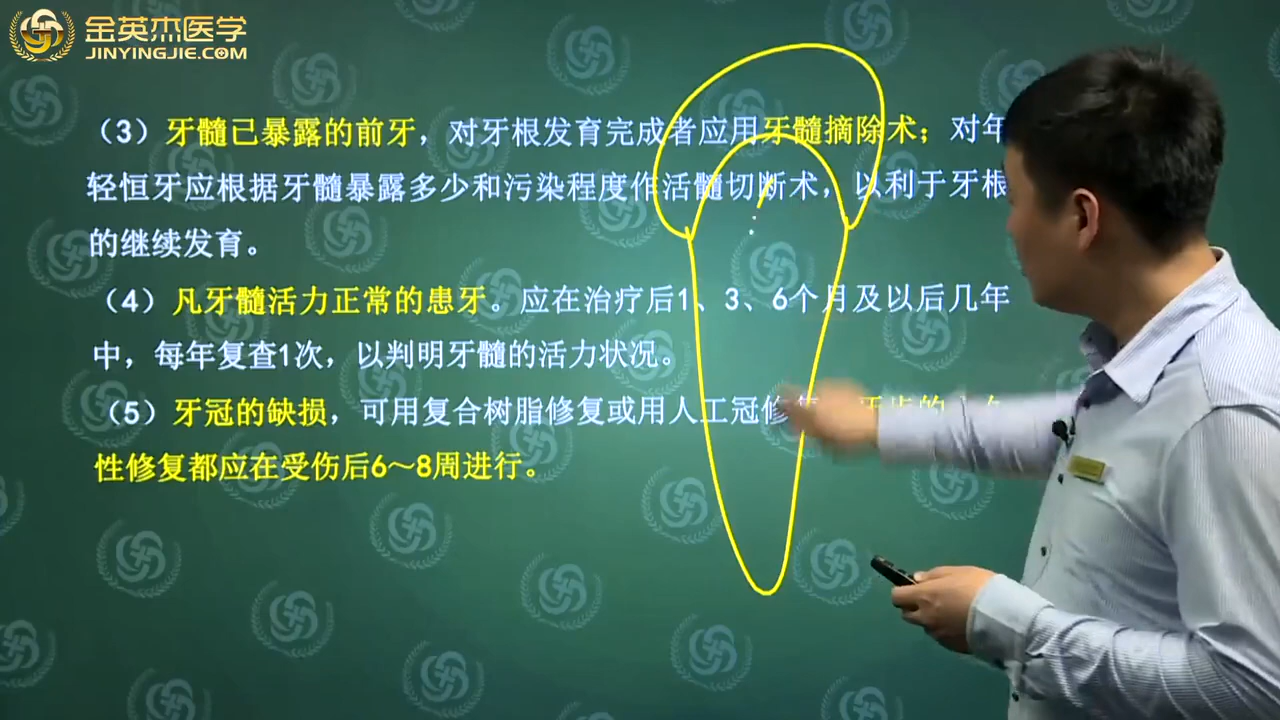 金英杰医学
JINYINGJIE.COM
（3）牙髓已暴露的前牙，对牙根发育完成者应用牙髓摘除术；对年
轻恒牙应根据牙髓暴露多少和污染程度作活髓切断术，以利于牙根
的继续发育。
（4）凡牙髓活力正常的患牙。应在治疗后1、3、6个月及以后几年
中，每年复查1次，以判明牙髓的活力状况。
（5）牙冠的缺损，可用复合树脂修复或用人工冠修
性修复都应在受伤后6～8周进行。